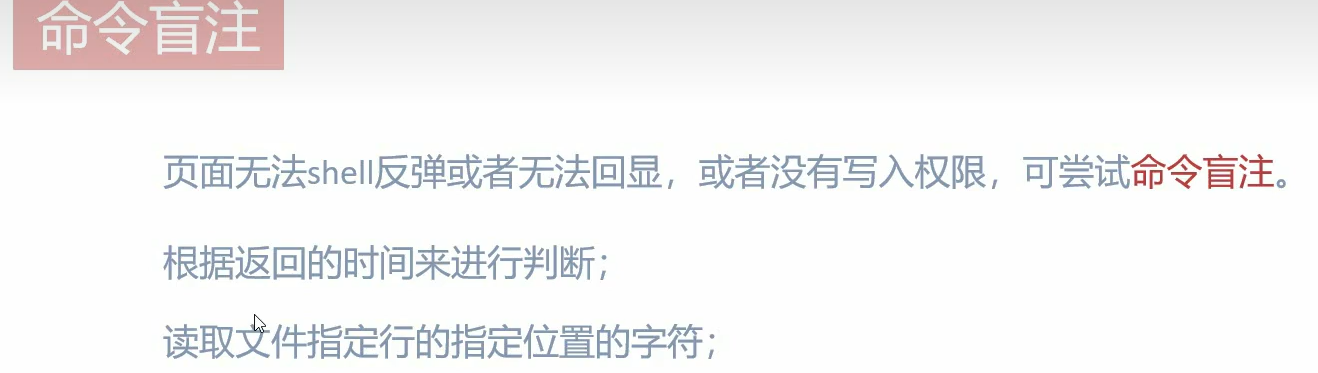 命令盲注
页面无法shell反弹或者无法回显，或者没有写入权限，可尝试命令盲注。
根据返回的时间来进行判断；
读取文件指定行的指定位置的字符；